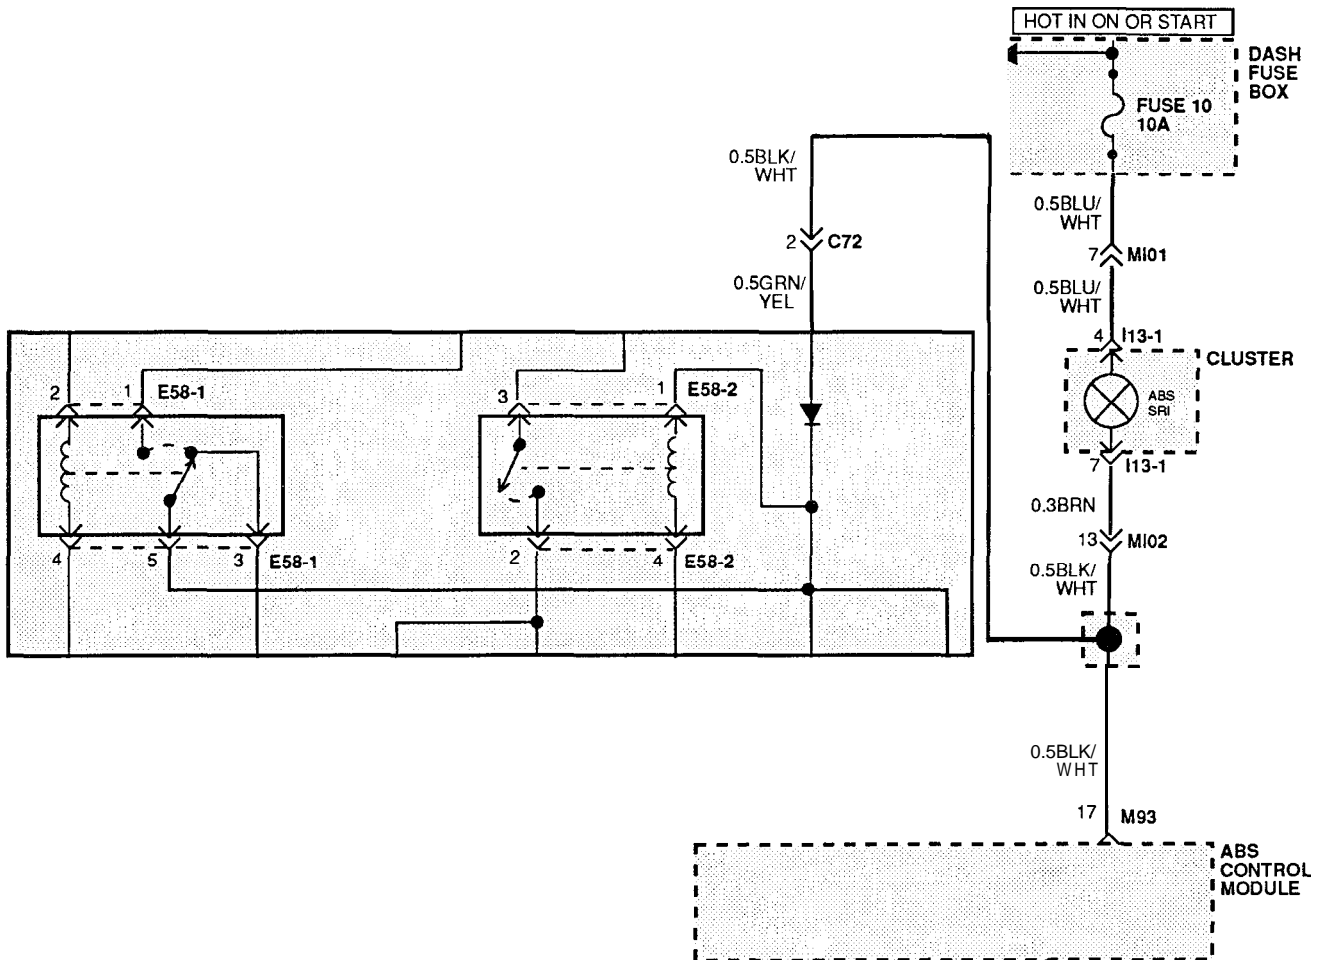 HOT IN ON OR START
DASH
FUSE
BOX
FUSE 10
10A
0.5BLK/
WHT
0.5BLU/
WHT
2 C72
7 MI01
0.5GRN/
YEL
0.5BLU/
WHT
4 I13-1
CLUSTER
ABS
SRI
2 1 E58-1
3 1 E58-2
7 I13-1
0.3BRN
13 MI02
4 5 3 E58-1
2 4 E58-2
0.5BLK/
WHT
0.5BLK/
WHT
17 M93
ABS
CONTROL
MODULE